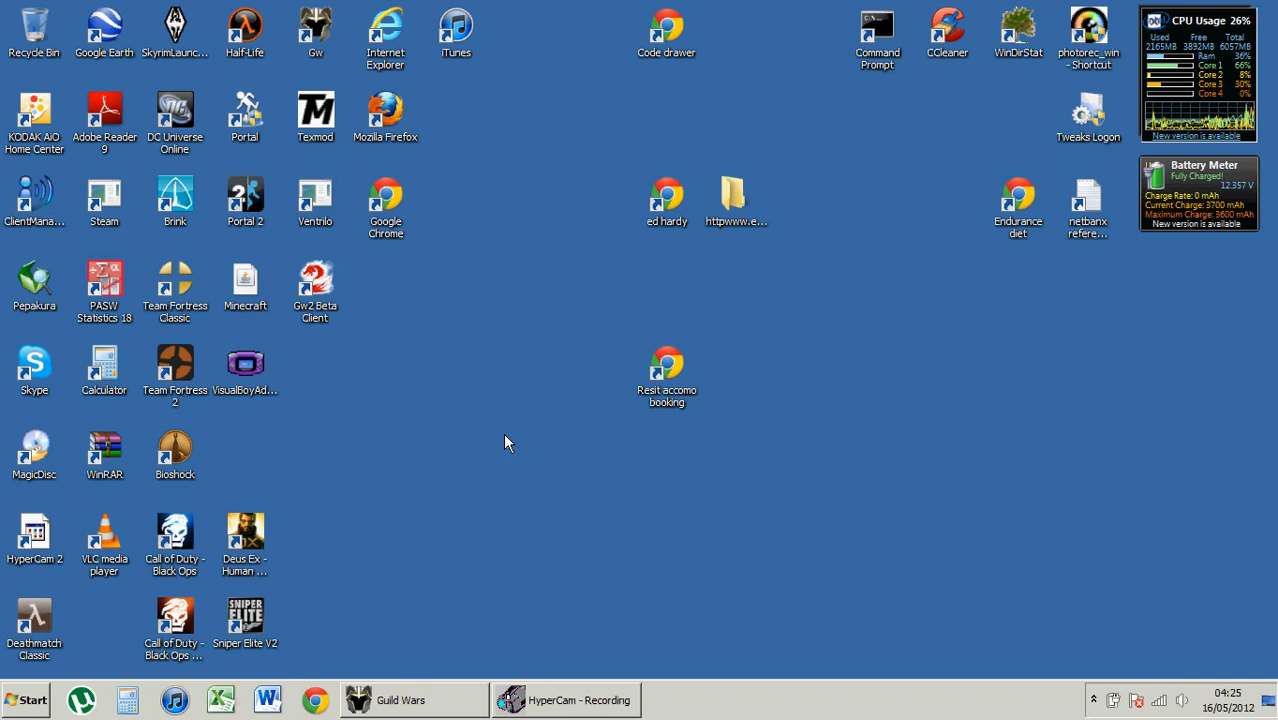 Recycle Bin
Google Earth
SkyrimLaunc...
Half-Life
Gw
Internet
Explorer
iTunes
Code drawer
Command
Prompt
CCleaner
WinDirStat
photorec_win
- Shortcut
CPU Usage 26%
Used Free Total
2165MB 3892MB 6057MB
Ram 36%
Core 1 66%
Core 2 8%
Core 3 30%
Core 4 0%
New version is available
KODAK AiO
Home Center
Adobe Reader
9
DC Universe
Online
Portal
Texmod
Mozilla Firefox
Tweaks Logon
Battery Meter
Fully Charged!
12.357 V
Charge Rate: 0 mAh
Current Charge: 3700 mAh
Maximum Charge: 3600 mAh
New version is available
ClientMana...
Steam
Brink
Portal 2
Ventrilo
Google
Chrome
ed hardy
httpwww.e...
Endurance
diet
netbanx
refere...
Pepakura
PASW
Statistics 18
Team Fortress
Classic
Minecraft
Gw2 Beta
Client
Skype
Calculator
Team Fortress
2
VisualBoyAd...
Resit accomo
booking
MagicDisc
WinRAR
Bioshock
HyperCam 2
VLC media
player
Call of Duty -
Black Ops
Deus Ex -
Human ...
Deathmatch
Classic
Call of Duty -
Black Ops ...
SNIPER
ELITE
Sniper Elite V2
Start
Guild Wars
HyperCam - Recording
04:25
16/05/2012